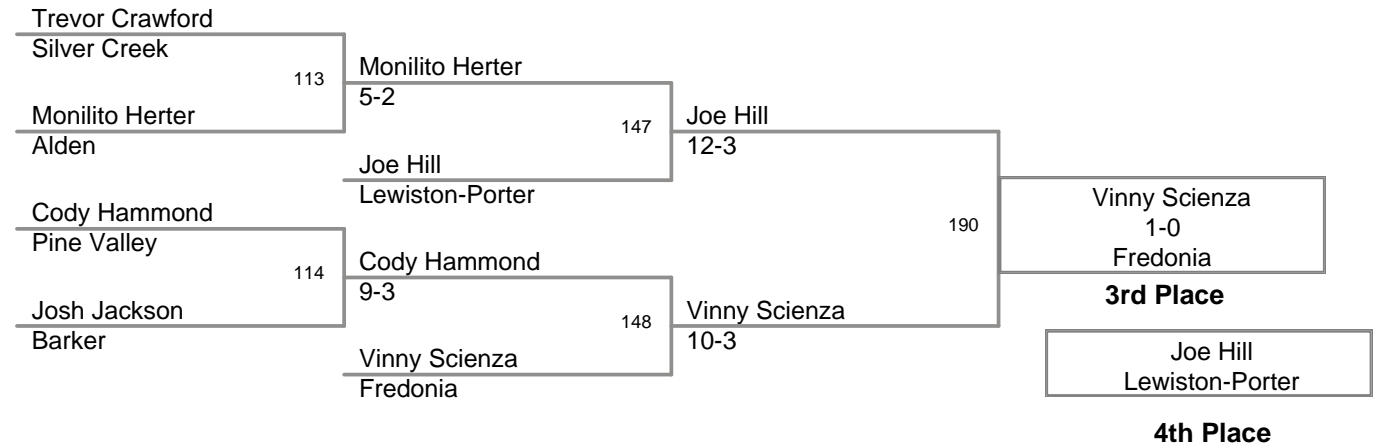 Trevor Crawford
Silver Creek
113
Monilito Herter
5-2
Monilito Herter
Alden
147
Joe Hill
12-3
Joe Hill
Lewiston-Porter
Cody Hammond
Pine Valley
190
Vinny Scienza
1-0
Fredonia
3rd Place
114
Cody Hammond
9-3
Josh Jackson
Barker
148
Vinny Scienza
10-3
Vinny Scienza
Fredonia
Joe Hill
Lewiston-Porter
4th Place